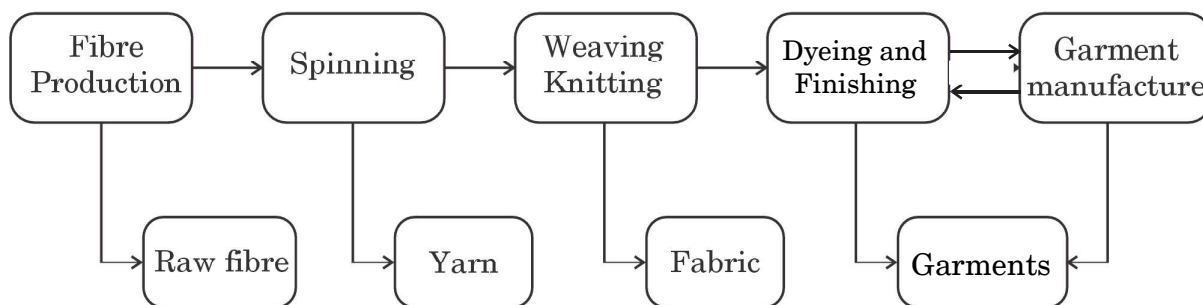 Fibre
Production
Spinning
Weaving
Knitting
Dyeing and
Finishing
Garment
manufacture
Raw fibre
Yarn
Fabric
Garments